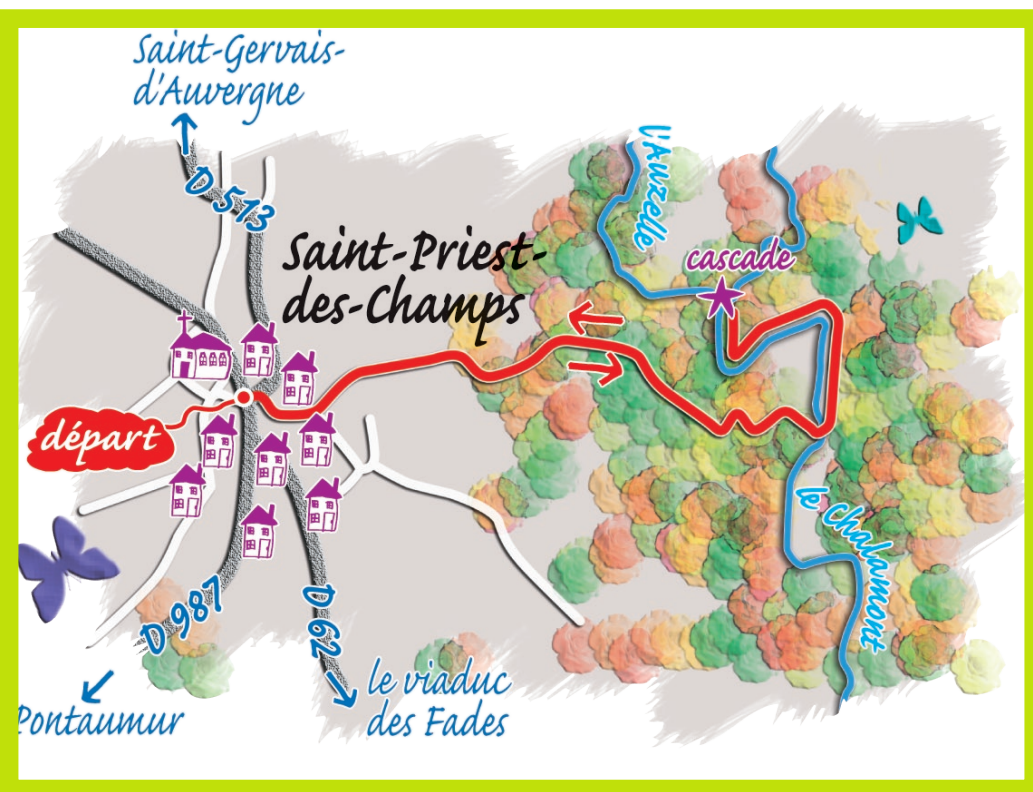 Saint-Gervais-
d'Auvergne
D 513
l'Auzelle
Saint-Priest-
des-Champs
cascade
départ
le Chalamont
D 987
D 62
le viaduc
des Fades
Pontaumur